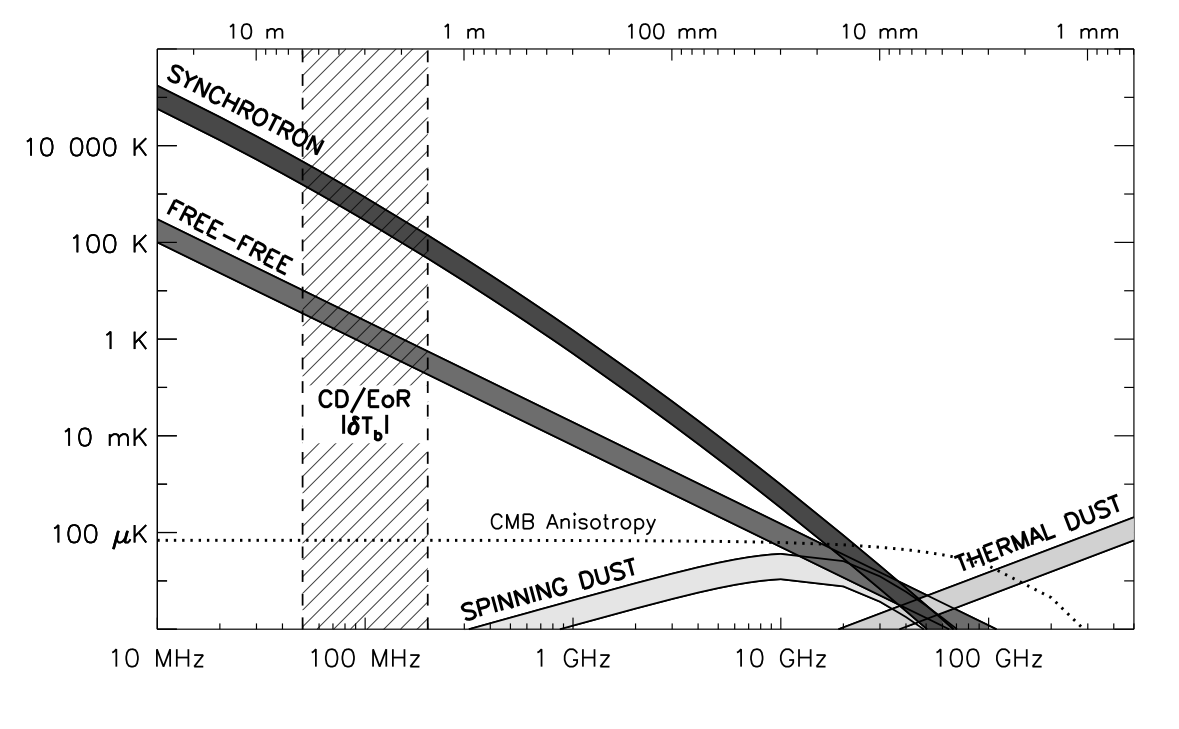 10 m 1 m 100 mm 10 mm 1 mm
SYNCHROTRON
10 000 K
FREE-FREE
100 K
1 K
CD/EoR
|δT_b|
10 mK
CMB Anisotropy
100 μK
THERMAL DUST
SPINNING DUST
10 MHz 100 MHz 1 GHz 10 GHz 100 GHz